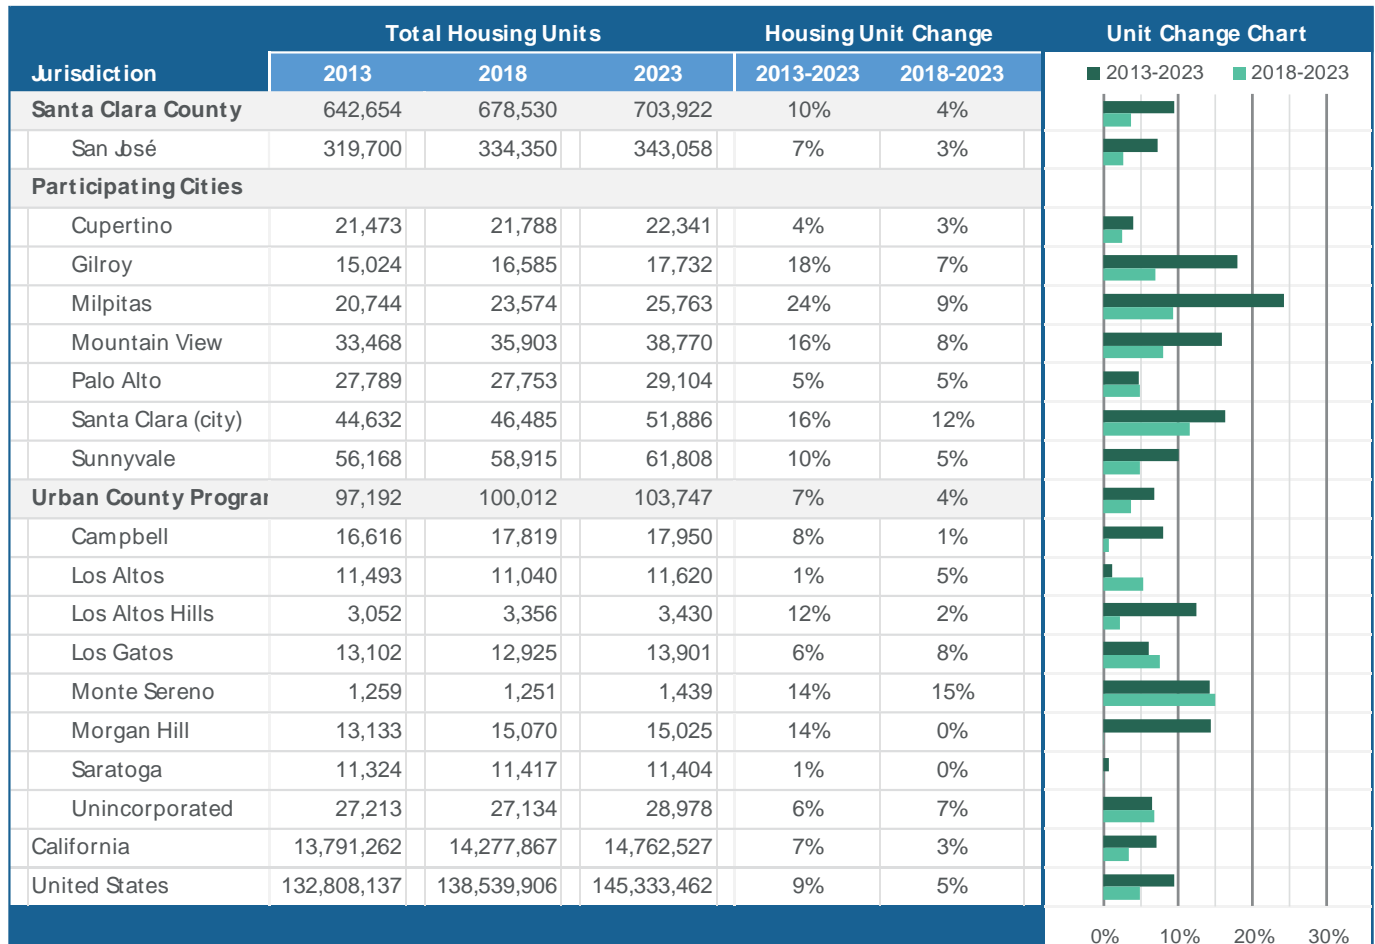 Total Housing Units Housing Unit Change Unit Change Chart
Jurisdiction 2013 2018 2023 2013-2023 2018-2023 2013-2023 2018-2023
Santa Clara County 642,654 678,530 703,922 10% 4%
San José 319,700 334,350 343,058 7% 3%
Participating Cities
Cupertino 21,473 21,788 22,341 4% 3%
Gilroy 15,024 16,585 17,732 18% 7%
Milpitas 20,744 23,574 25,763 24% 9%
Mountain View 33,468 35,903 38,770 16% 8%
Palo Alto 27,789 27,753 29,104 5% 5%
Santa Clara (city) 44,632 46,485 51,886 16% 12%
Sunnyvale 56,168 58,915 61,808 10% 5%
Urban County Prograr 97,192 100,012 103,747 7% 4%
Campbell 16,616 17,819 17,950 8% 1%
Los Altos 11,493 11,040 11,620 1% 5%
Los Altos Hills 3,052 3,356 3,430 12% 2%
Los Gatos 13,102 12,925 13,901 6% 8%
Monte Sereno 1,259 1,251 1,439 14% 15%
Morgan Hill 13,133 15,070 15,025 14% 0%
Saratoga 11,324 11,417 11,404 1% 0%
Unincorporated 27,213 27,134 28,978 6% 7%
California 13,791,262 14,277,867 14,762,527 7% 3%
United States 132,808,137 138,539,906 145,333,462 9% 5%
0% 10% 20% 30%